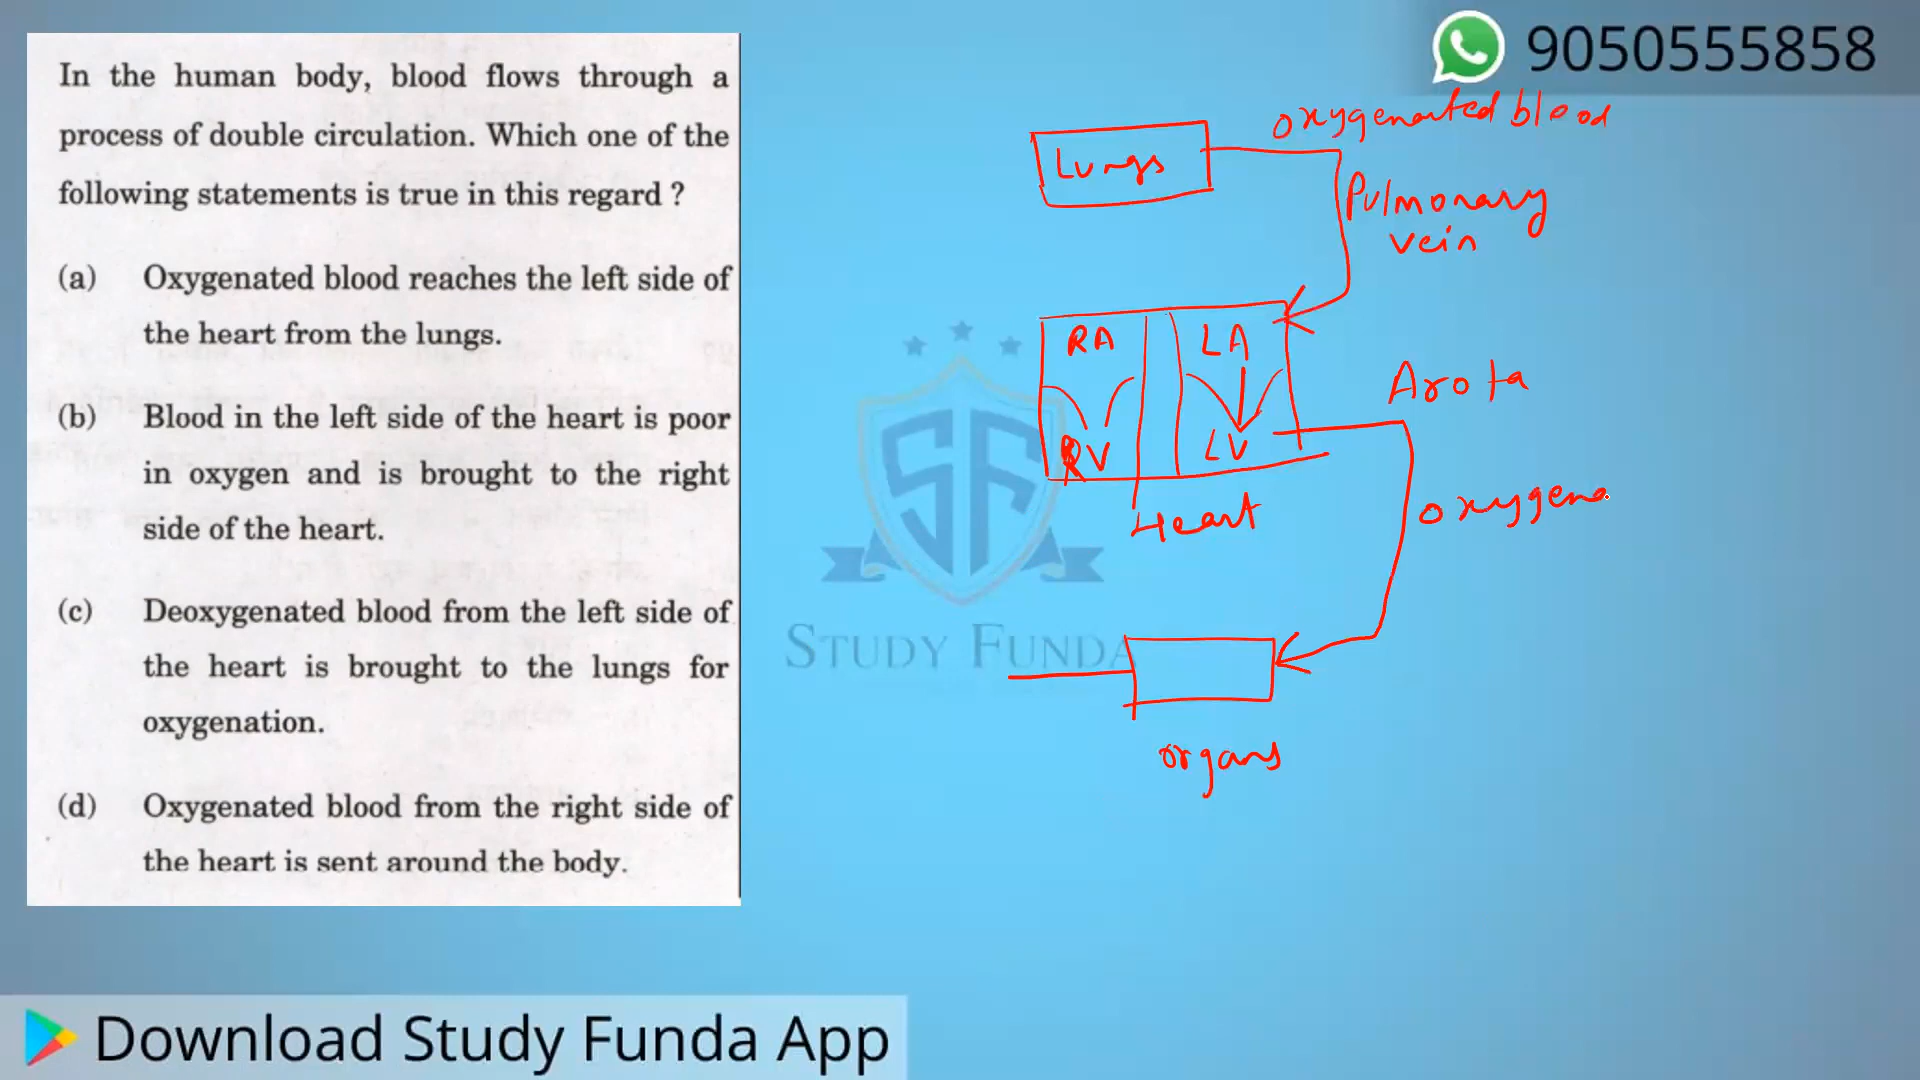 9050555858
In the human body, blood flows through a
process of double circulation. Which one of the
following statements is true in this regard ?
(a) Oxygenated blood reaches the left side of
the heart from the lungs.
(b) Blood in the left side of the heart is poor
in oxygen and is brought to the right
side of the heart.
(c) Deoxygenated blood from the left side of
the heart is brought to the lungs for
oxygenation.
(d) Oxygenated blood from the right side of
the heart is sent around the body.
oxygenated blood
Lungs
Pulmonary
vein
RA LA
Arota
RV LV
oxygena
Heart
SF
STUDY FUNDA
organs
Download Study Funda App